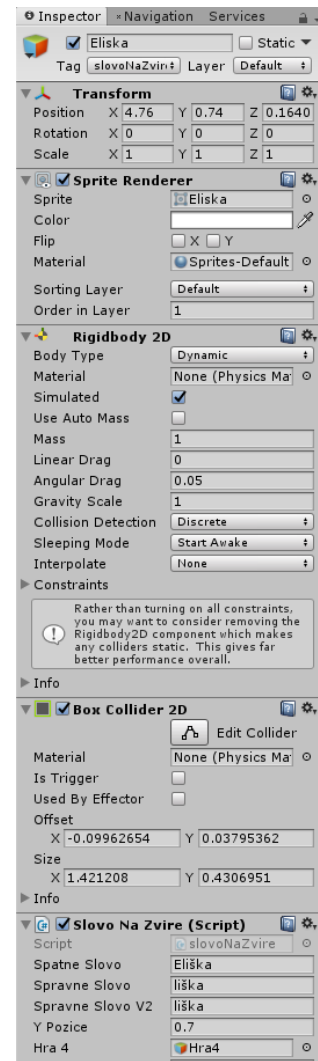 Inspector Navigation Services
Eliska Static
Tag slovoNaZvir Layer Default
Transform
Position X 4.76 Y 0.74 Z 0.1640
Rotation X 0 Y 0 Z 0
Scale X 1 Y 1 Z 1
Sprite Renderer
Sprite Eliska
Color
Flip X Y
Material Sprites-Default
Sorting Layer Default
Order in Layer 1
Rigidbody 2D
Body Type Dynamic
Material None (Physics Ma
Simulated
Use Auto Mass
Mass 1
Linear Drag 0
Angular Drag 0.05
Gravity Scale 1
Collision Detection Discrete
Sleeping Mode Start Awake
Interpolate None
Constraints
Rather than turning on all constraints,
you may want to consider removing the
Rigidbody2D component which makes
any colliders static. This gives far
better performance overall.
Info
Box Collider 2D
Edit Collider
Material None (Physics Ma
Is Trigger
Used By Effector
Offset
X -0.09962654 Y 0.03795362
Size
X 1.421208 Y 0.4306951
Info
Slovo Na Zvire (Script)
Script slovoNaZvire
Spatne Slovo Eliška
Spravne Slovo liška
Spravne Slovo V2 liška
Y Pozice 0.7
Hra 4 Hra4